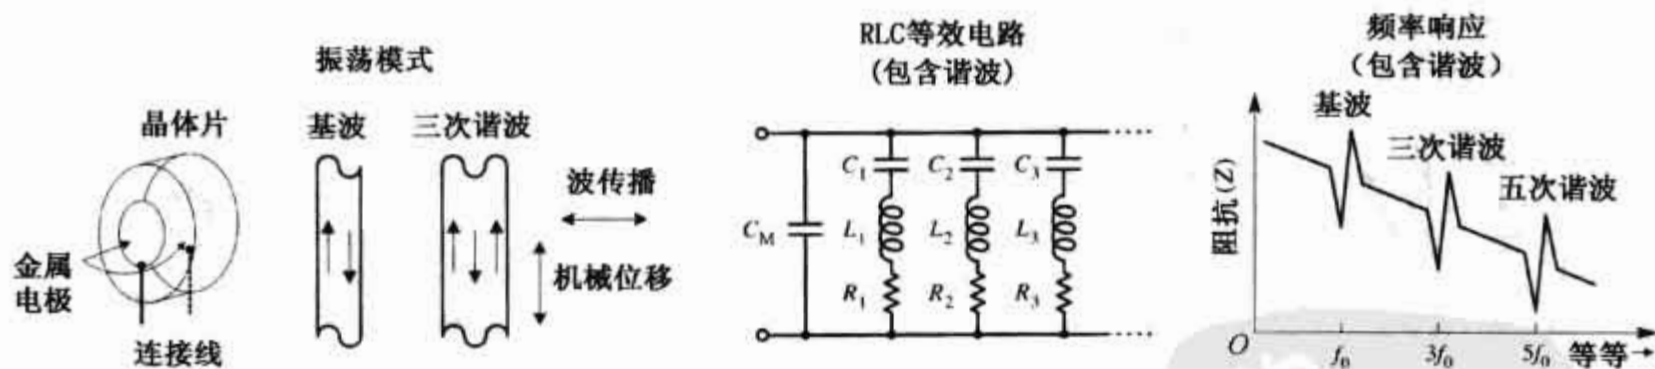 振荡模式
晶体片
基波 三次谐波
波传播
机械位移
金属
电极
连接线
RLC等效电路
(包含谐波)
C₁ C₂ C₃
C_M L₁ L₂ L₃
R₁ R₂ R₃
频率响应
(包含谐波)
基波
三次谐波
五次谐波
阻抗(Z)
O f₀ 3f₀ 5f₀ 等等